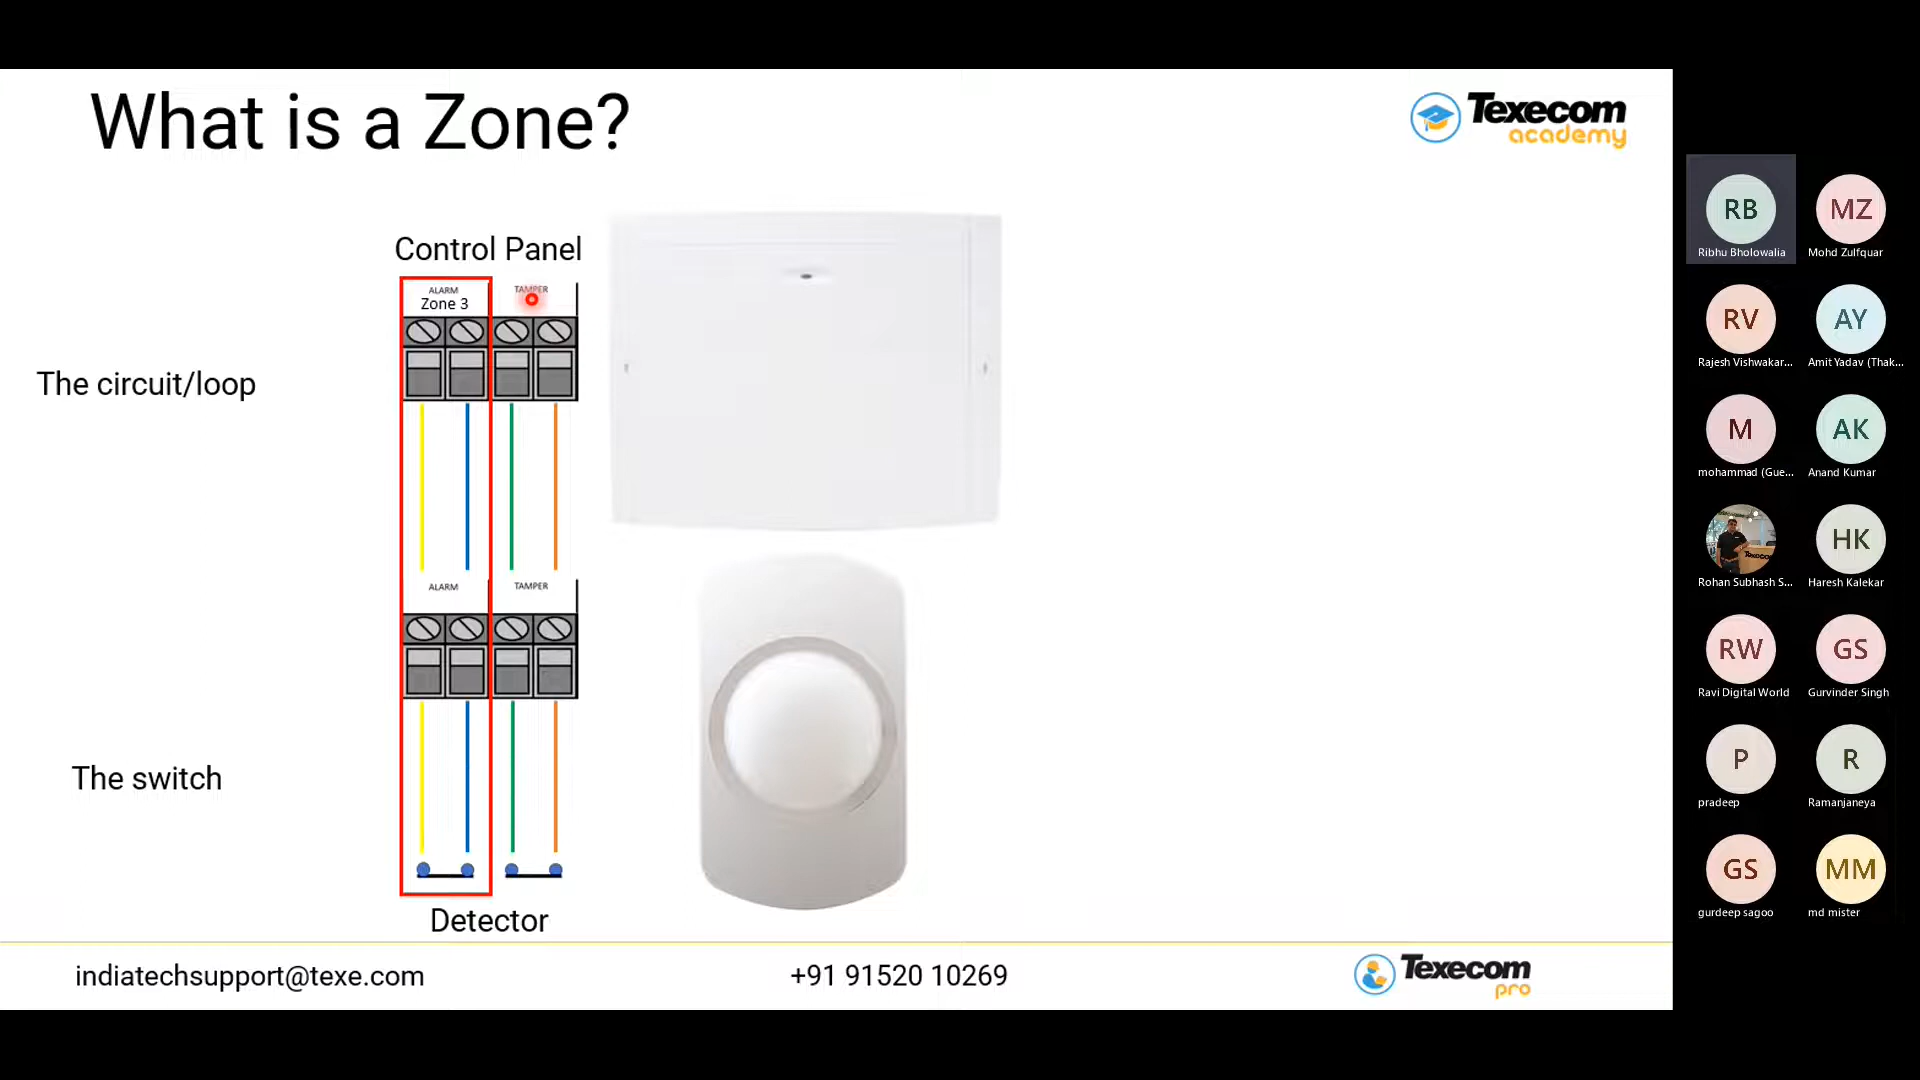 What is a Zone?
Texecom
academy
Control Panel
ALARM
TAMPER
Zone 3
The circuit/loop
ALARM
TAMPER
The switch
Detector
indiatechsupport@texe.com
+91 91520 10269
Texecom
pro
RB
MZ
Ribhu Bholowalia
Mohd Zulfquar
RV
AY
Rajesh Vishwakar...
Amit Yadav (Thak...
M
AK
mohammad (Gue...
Anand Kumar
HK
Rohan Subhash S...
Haresh Kalekar
RW
GS
Ravi Digital World
Gurvinder Singh
P
R
pradeep
Ramanjaneya
GS
MM
gurdeep sagoo
md mister